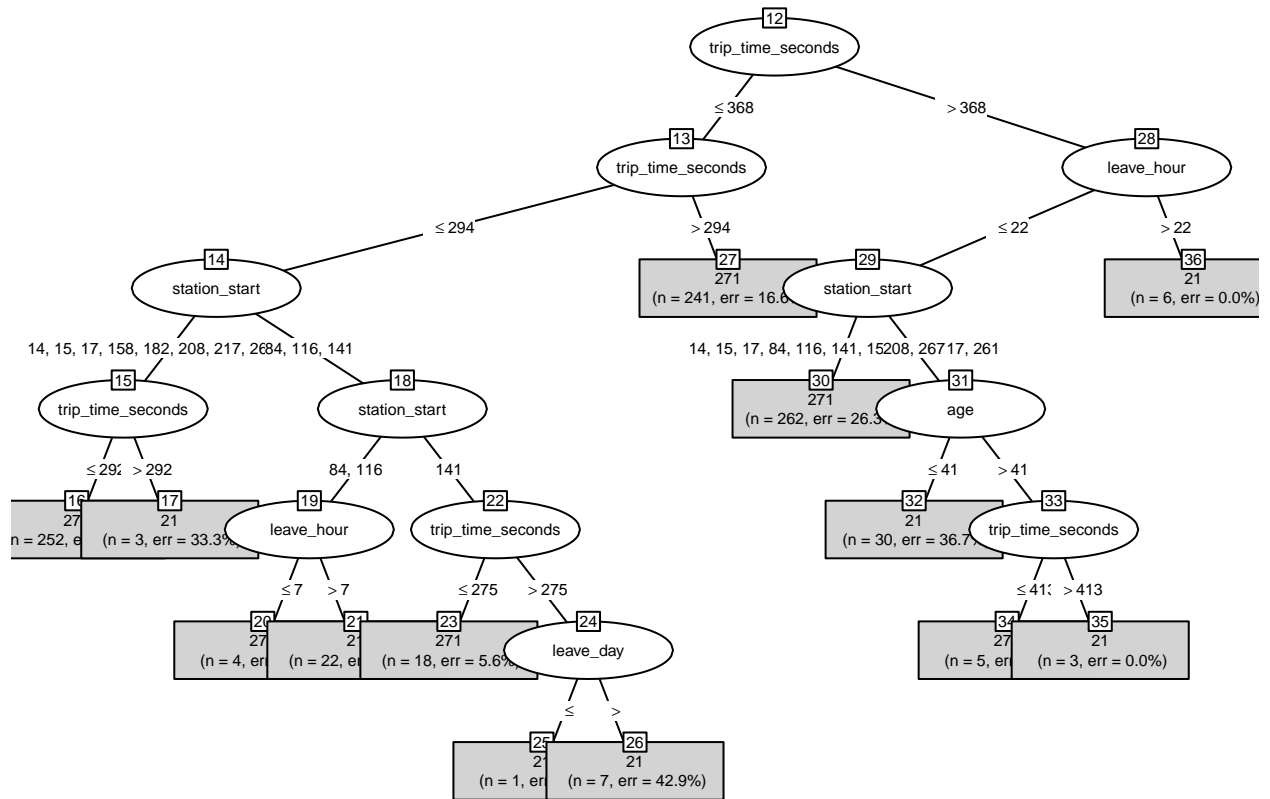 12
trip_time_seconds
≤ 368
> 368
13
trip_time_seconds
28
leave_hour
≤ 294
> 294
≤ 22
> 22
14
station_start
27
271
(n = 241, err = 16.6
29
station_start
36
21
(n = 6, err = 0.0%)
14, 15, 17, 158, 182, 208, 217, 26
84, 116, 141
14, 15, 17, 84, 116, 141, 15
208, 267
17, 261
15
trip_time_seconds
18
station_start
30
271
(n = 262, err = 26.3
31
age
≤ 292
> 292
84, 116
141
≤ 41
> 41
16
27
n = 252, e
17
21
(n = 3, err = 33.3%
19
leave_hour
22
trip_time_seconds
32
21
(n = 30, err = 36.7%
33
trip_time_seconds
≤ 7
> 7
≤ 275
> 275
≤ 413
> 413
20
27
(n = 4, err
21
21
(n = 22, er
23
271
(n = 18, err = 5.6%
24
leave_day
34
27
(n = 5, err
35
21
(n = 3, err = 0.0%)
≤
>
25
21
(n = 1, err
26
21
(n = 7, err = 42.9%)